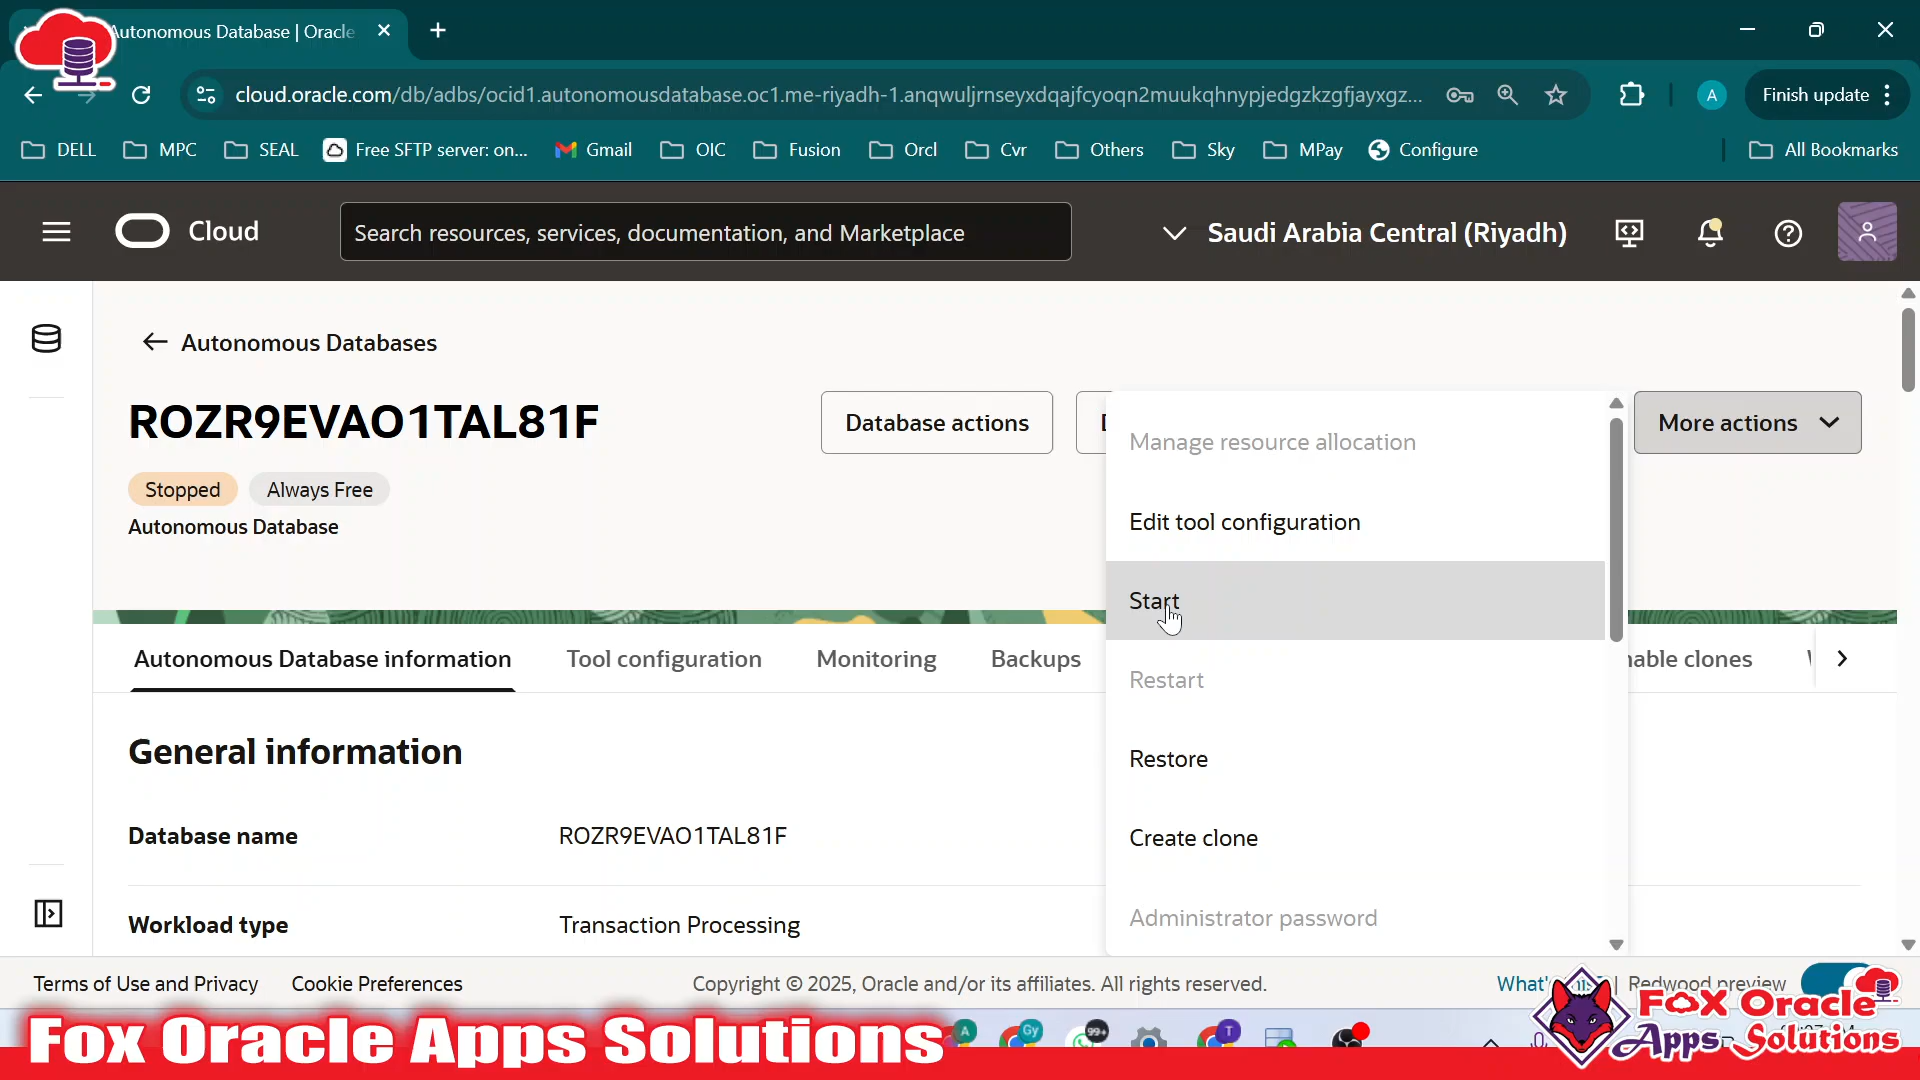 Autonomous Database | Oracle
cloud.oracle.com/db/adbs/ocid1.autonomousdatabase.oc1.me-riyadh-1.anqwuljrnseyxdqajfcyoqn2muukqhnypjedgzkzgfjayxgz...
A
Finish update
DELL
MPC
SEAL
Free SFTP server: on...
Gmail
OIC
Fusion
Orcl
Cvr
Others
Sky
MPay
Configure
All Bookmarks
Cloud
Search resources, services, documentation, and Marketplace
Saudi Arabia Central (Riyadh)
Autonomous Databases
ROZR9EVAO1TAL81F
Database actions
More actions
Stopped
Always Free
Autonomous Database
Manage resource allocation
Edit tool configuration
Start
Restart
Restore
Create clone
Administrator password
Autonomous Database information
Tool configuration
Monitoring
Backups
clones
General information
Database name
ROZR9EVAO1TAL81F
Workload type
Transaction Processing
Terms of Use and Privacy
Cookie Preferences
Copyright © 2025, Oracle and/or its affiliates. All rights reserved.
Redwood preview
Fox Oracle Apps Solutions
A
Gy
99+
T
Fox Oracle
Apps Solutions